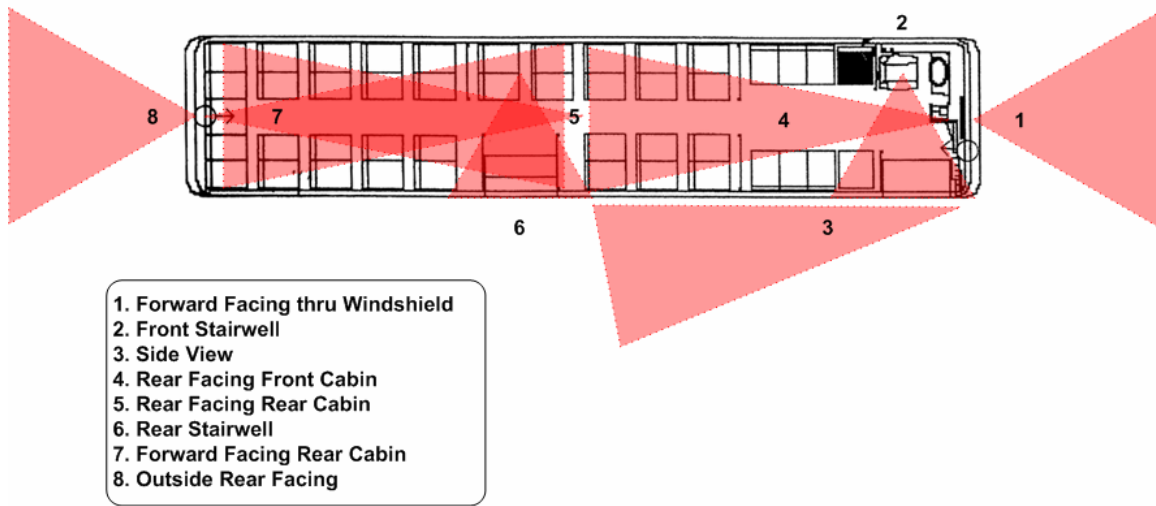 2
8
7
5
4
1
6
3
1. Forward Facing thru Windshield
2. Front Stairwell
3. Side View
4. Rear Facing Front Cabin
5. Rear Facing Rear Cabin
6. Rear Stairwell
7. Forward Facing Rear Cabin
8. Outside Rear Facing